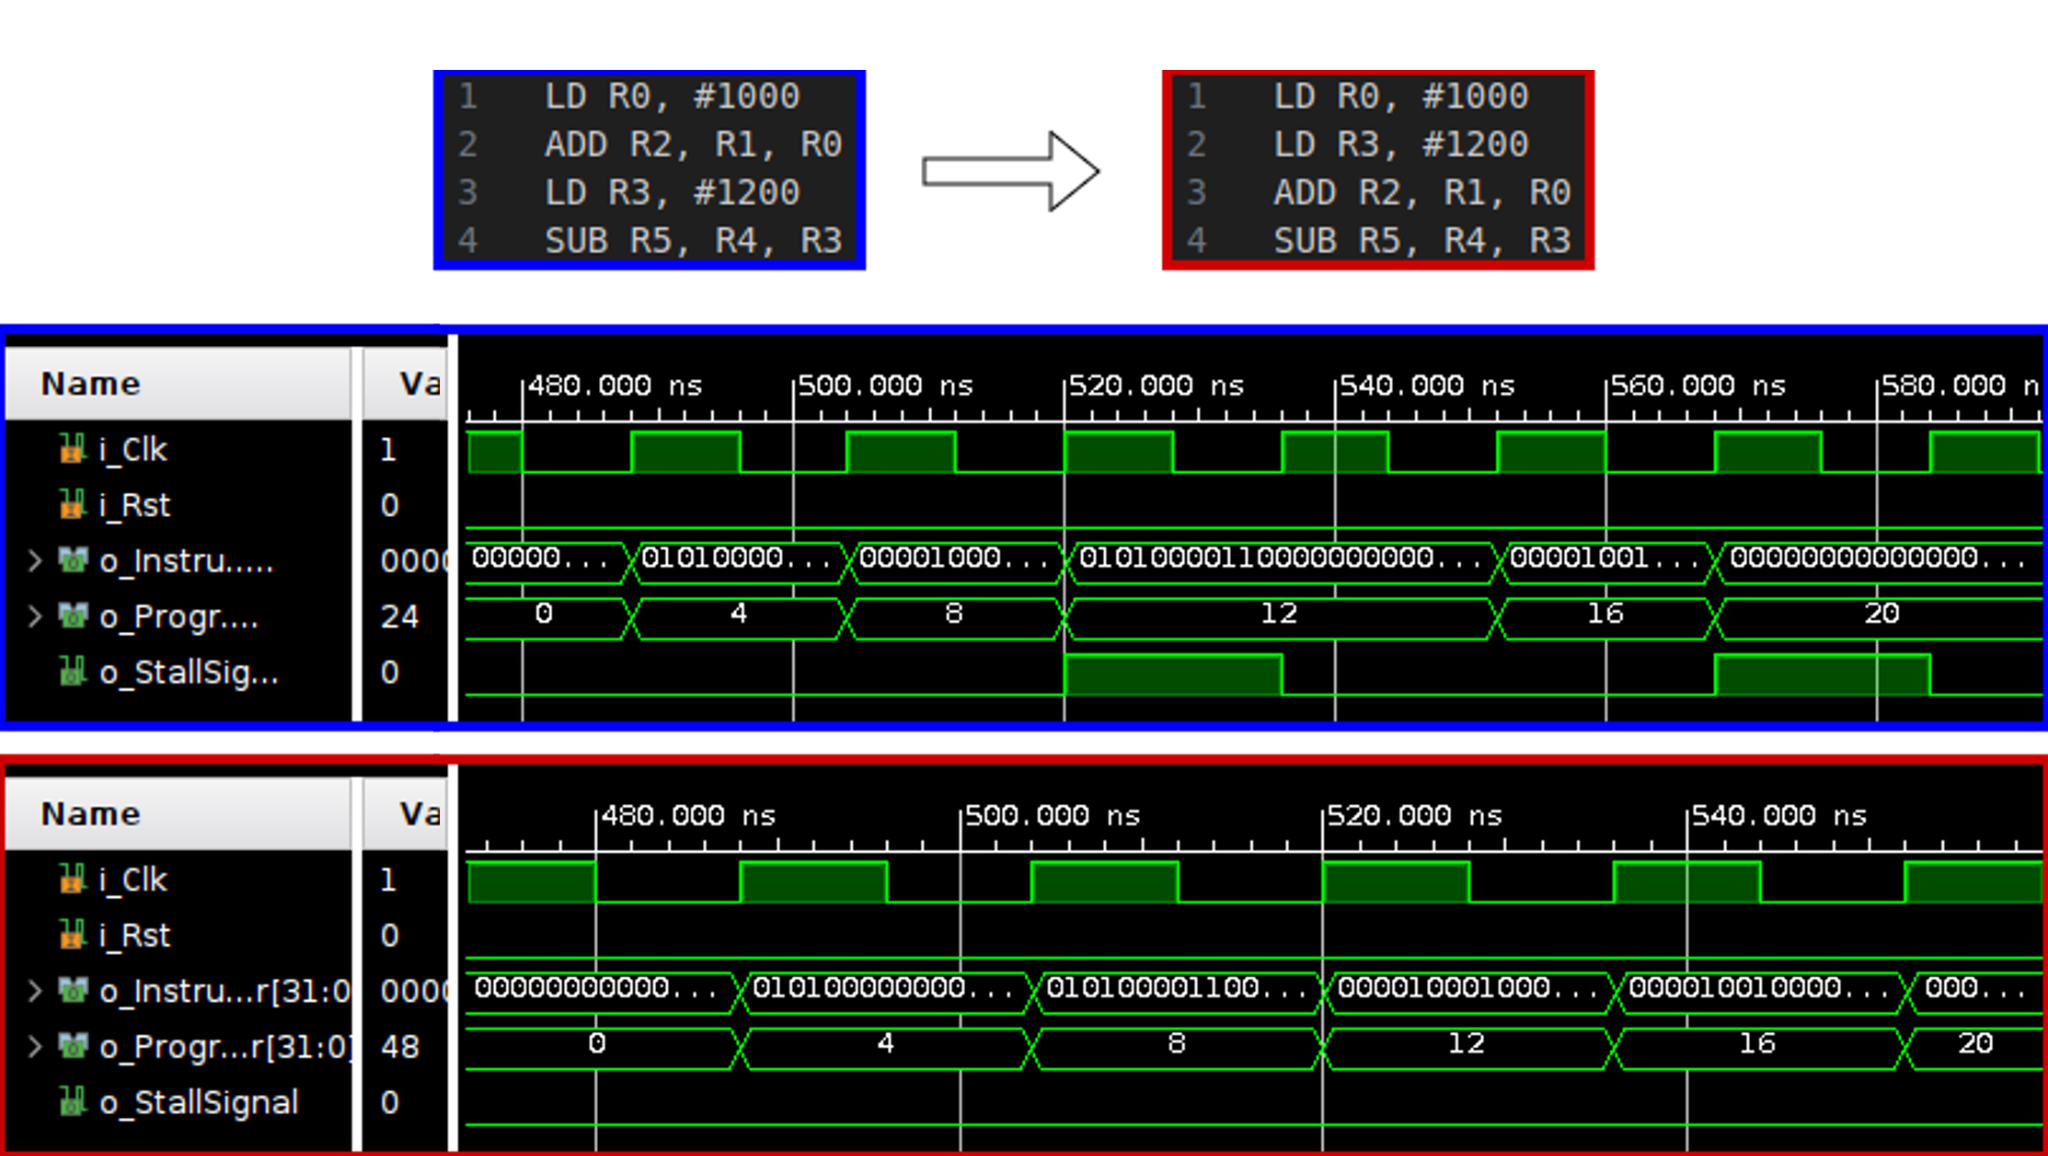 1 LD R0, #1000
2 ADD R2, R1, R0
3 LD R3, #1200
4 SUB R5, R4, R3
1 LD R0, #1000
2 LD R3, #1200
3 ADD R2, R1, R0
4 SUB R5, R4, R3
Name Va 480.000 ns 500.000 ns 520.000 ns 540.000 ns 560.000 ns 580.000 n
i_Clk 1
i_Rst 0
o_Instru..... 0000 00000... 01010000... 00001000... 01010000110000000000... 00001001... 00000000000000...
o_Progr.... 24 0 4 8 12 16 20
o_StallSig... 0
Name Va 480.000 ns 500.000 ns 520.000 ns 540.000 ns
i_Clk 1
i_Rst 0
o_Instru...r[31:0 0000 00000000000... 010100000000... 010100001100... 000010001000... 000010010000... 000...
o_Progr...r[31:0] 48 0 4 8 12 16 20
o_StallSignal 0